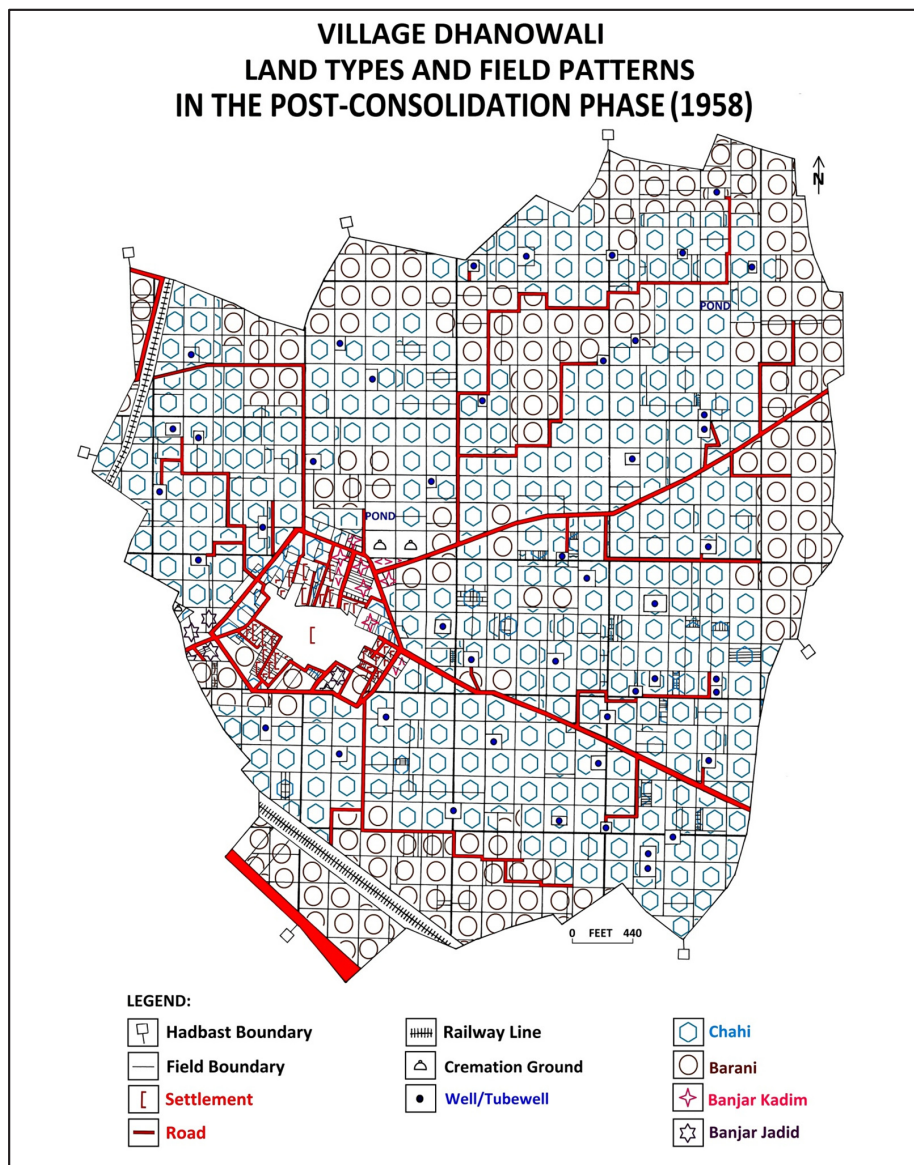 VILLAGE DHANOWALI
LAND TYPES AND FIELD PATTERNS
IN THE POST-CONSOLIDATION PHASE (1958)
N
POND
POND
0 FEET 440
LEGEND:
Hadbast Boundary
Field Boundary
Settlement
Road
Railway Line
Cremation Ground
Well/Tubewell
Chahi
Barani
Banjar Kadim
Banjar Jadid